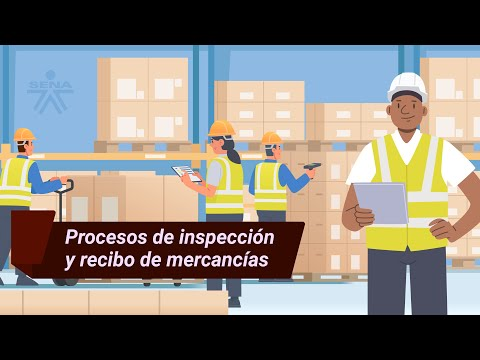 SENA
Procesos de inspección
y recibo de mercancías